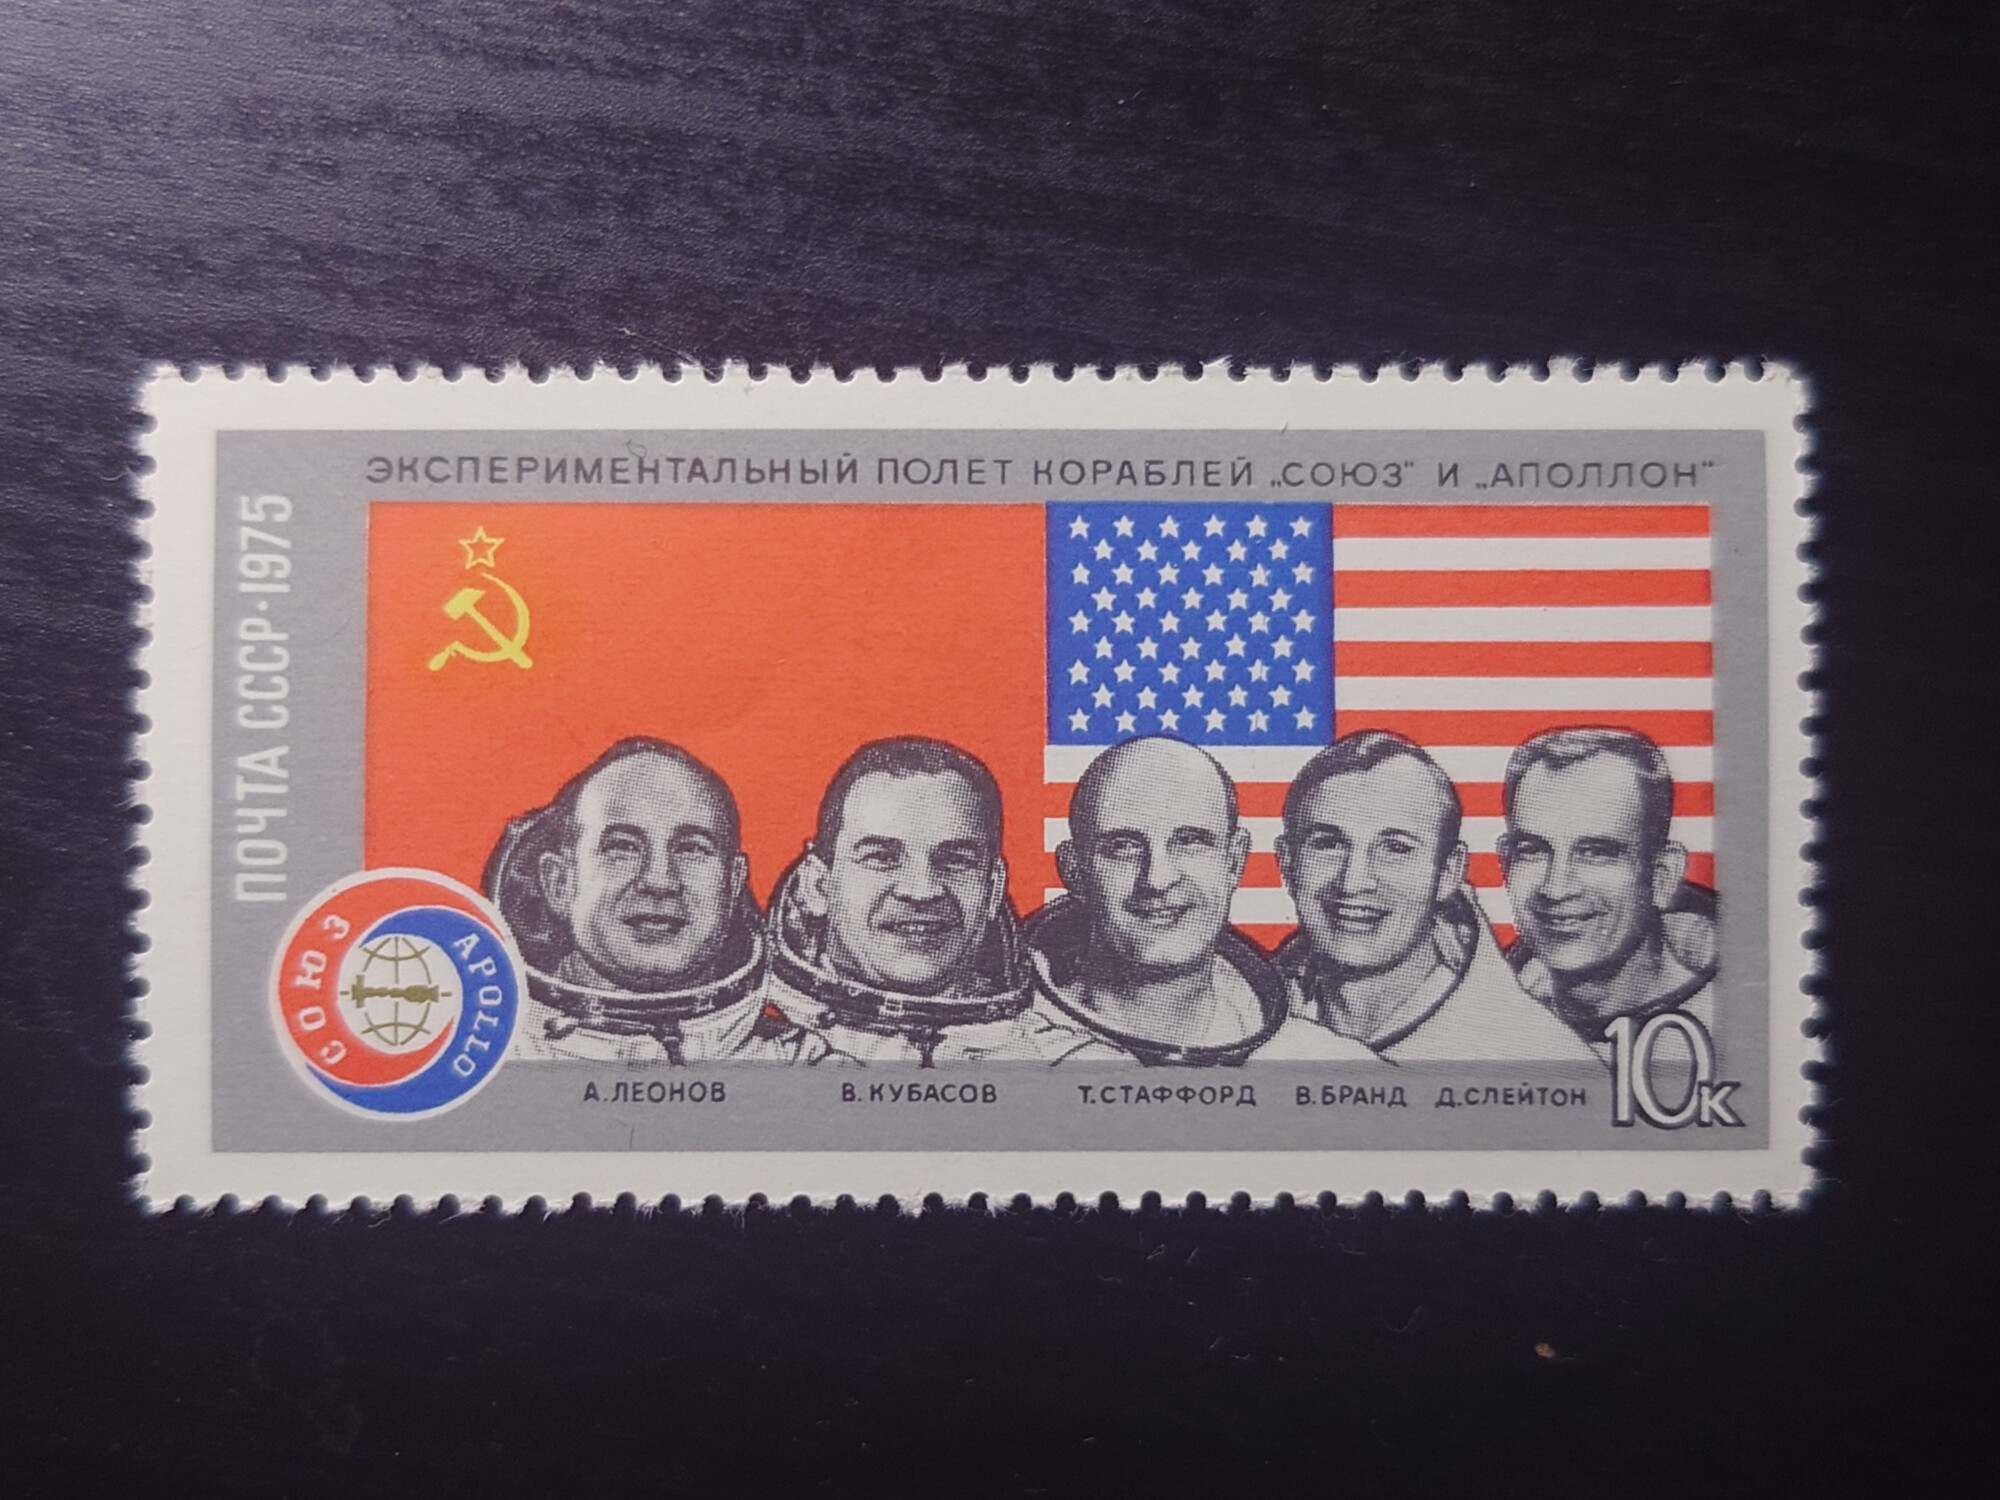 ЭКСПЕРИМЕНТАЛЬНЫЙ ПОЛЕТ КОРАБЛЕЙ „СОЮЗ" И „АПОЛЛОН"
ПОЧТА СССР·1975
СОЮЗ
APOLLO
А.ЛЕОНОВ
В.КУБАСОВ
Т.СТАФФОРД
В.БРАНД
Д.СЛЕЙТОН
10к